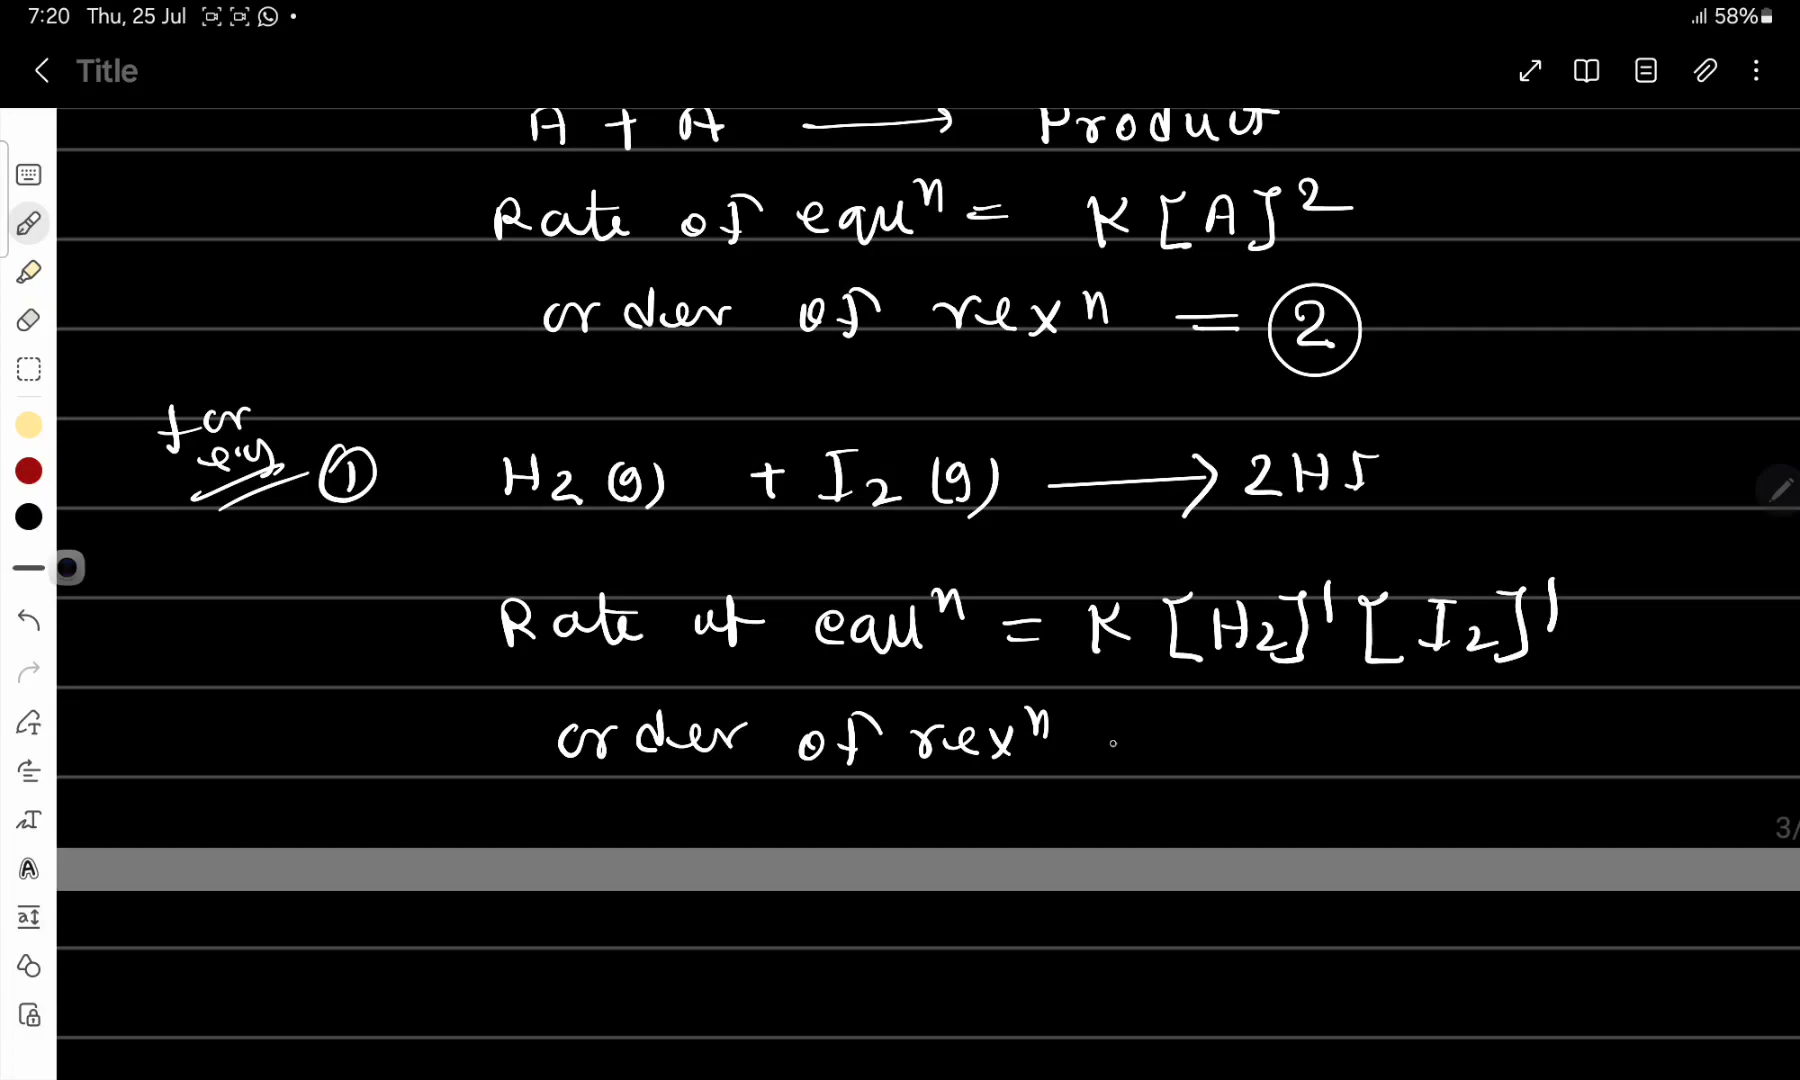 7:20 Thu, 25 Jul 58%
Title
A + A ⟶ Product
Rate of equⁿ = K[A]²
order of rexⁿ = 2
for
e.g. ① H₂(g) + I₂(g) ⟶ 2HI
Rate of equⁿ = K[H₂]¹[I₂]¹
order of rexⁿ
3/